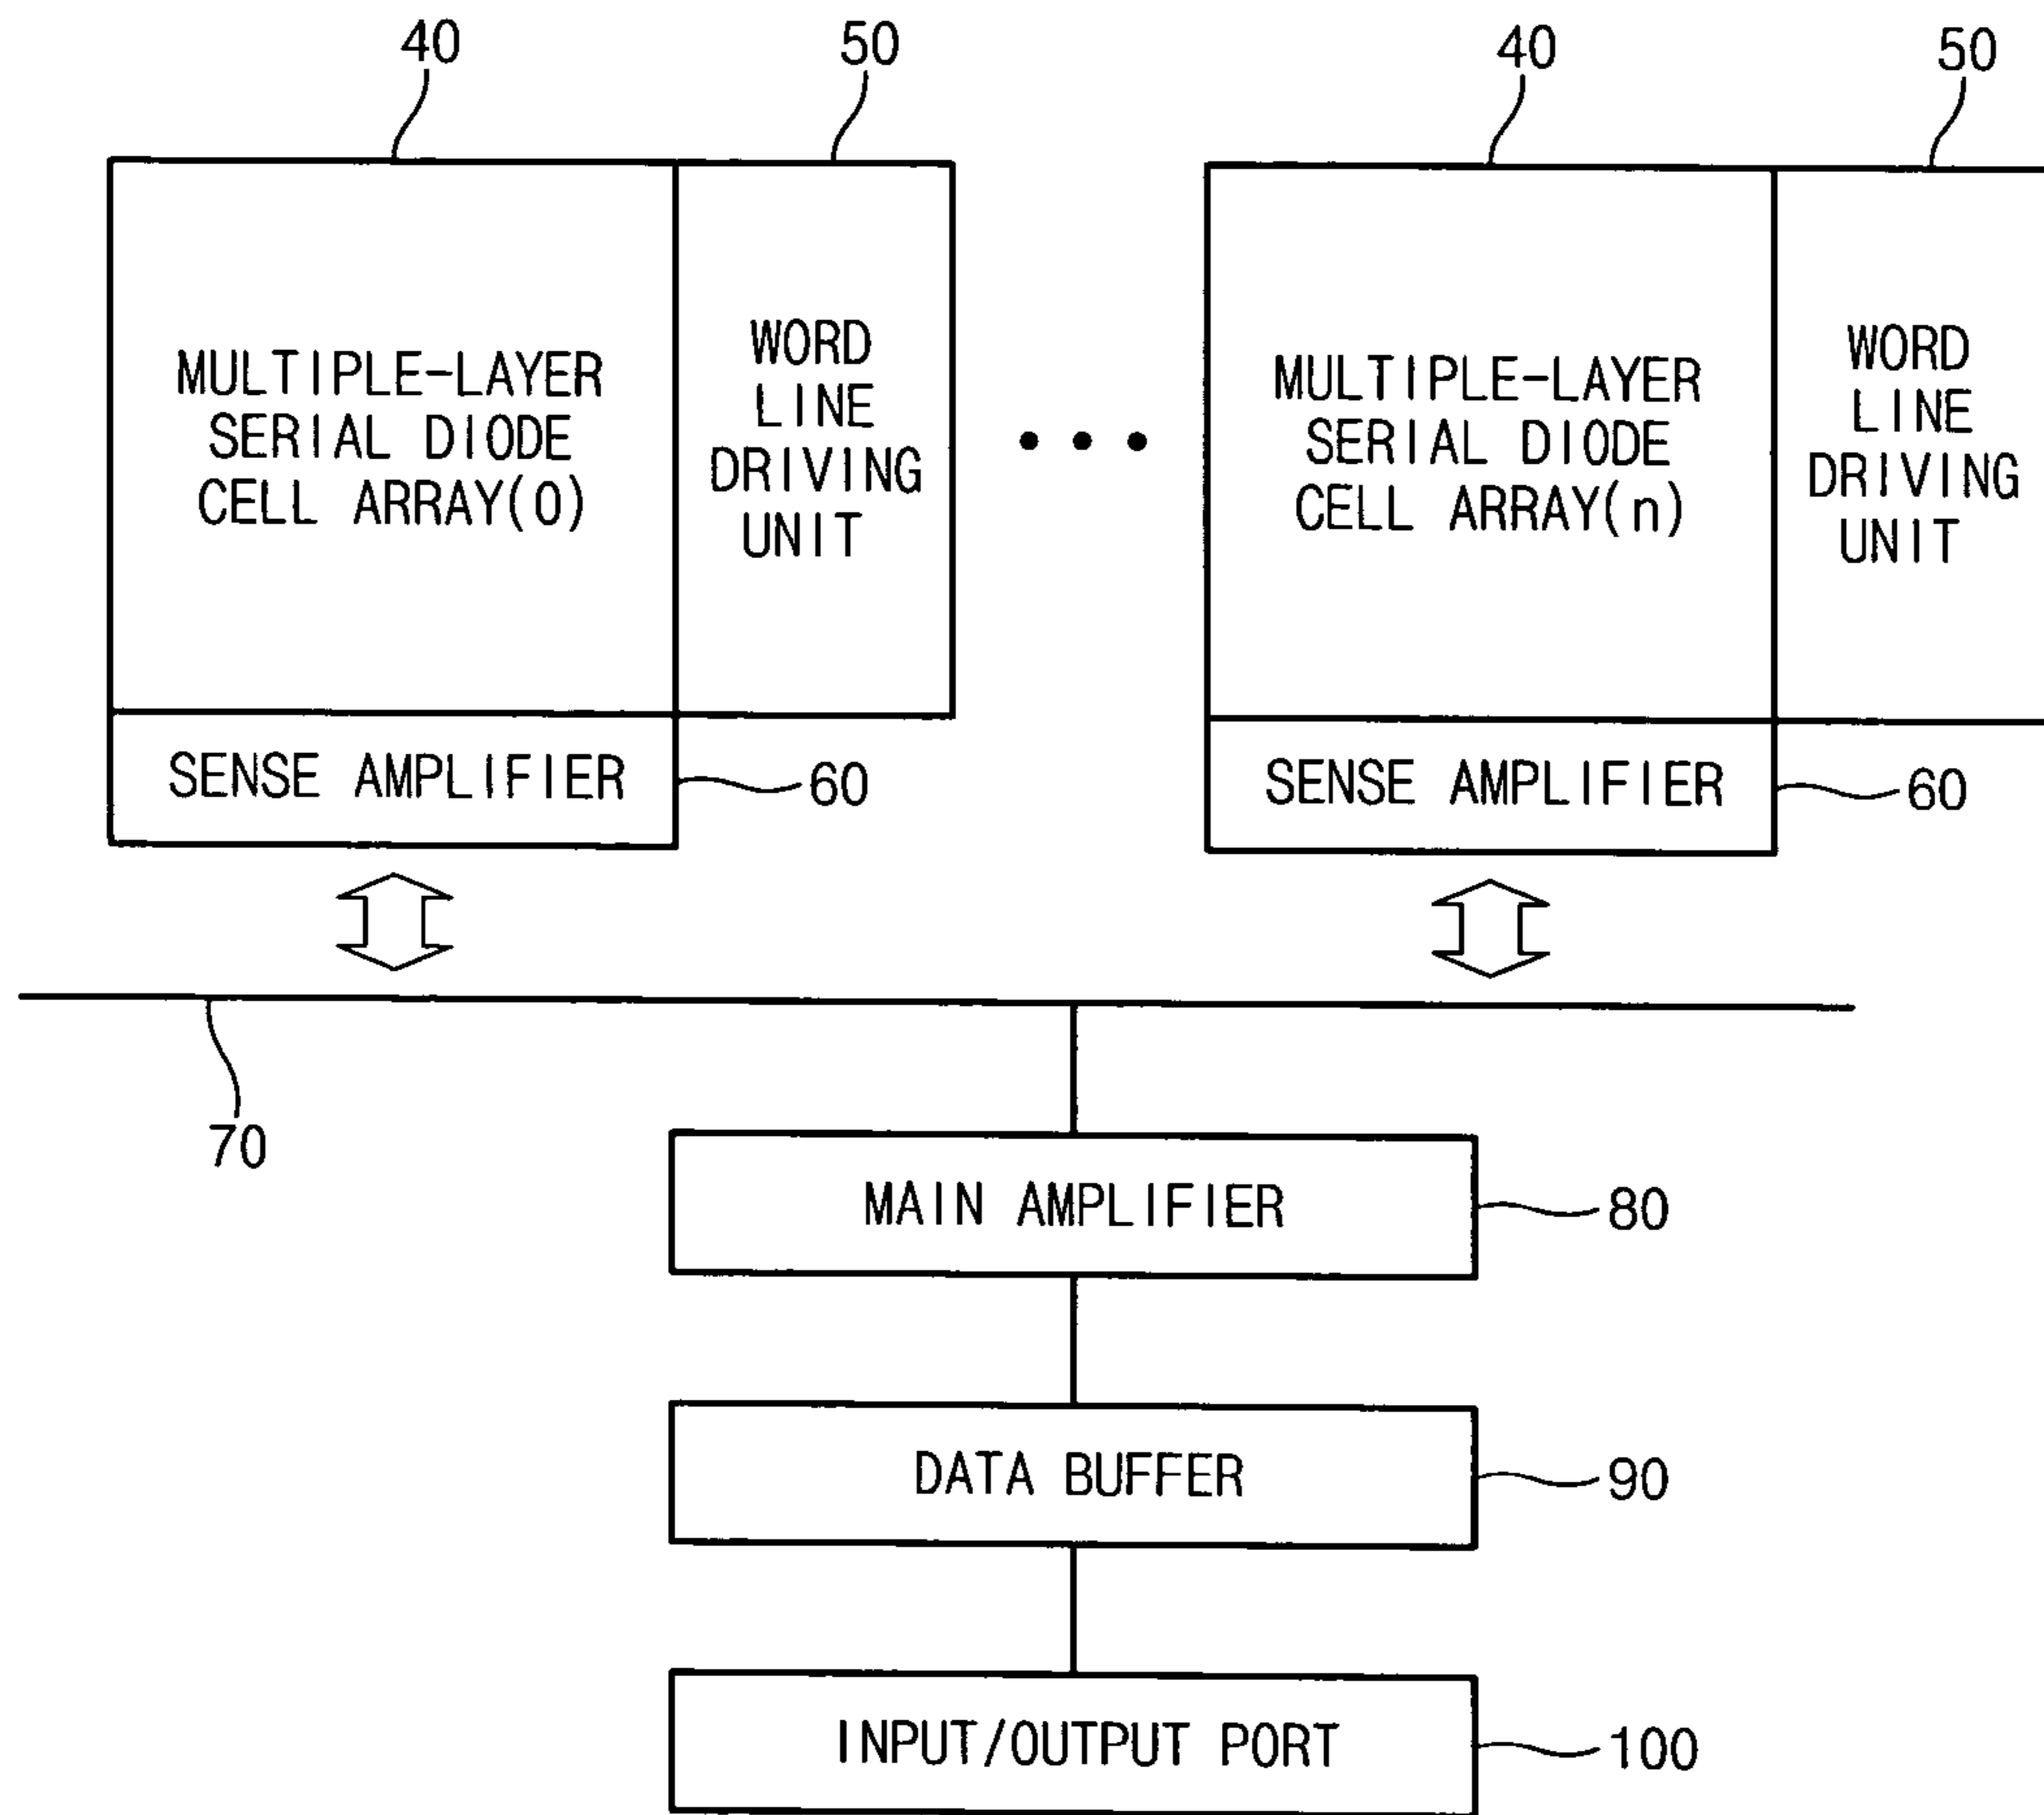 40
50
40
50
MULTIPLE-LAYER
SERIAL DIODE
CELL ARRAY(0)
WORD
LINE
DRIVING
UNIT
MULTIPLE-LAYER
SERIAL DIODE
CELL ARRAY(n)
WORD
LINE
DRIVING
UNIT
SENSE AMPLIFIER
60
SENSE AMPLIFIER
60
70
MAIN AMPLIFIER
80
DATA BUFFER
90
INPUT/OUTPUT PORT
100